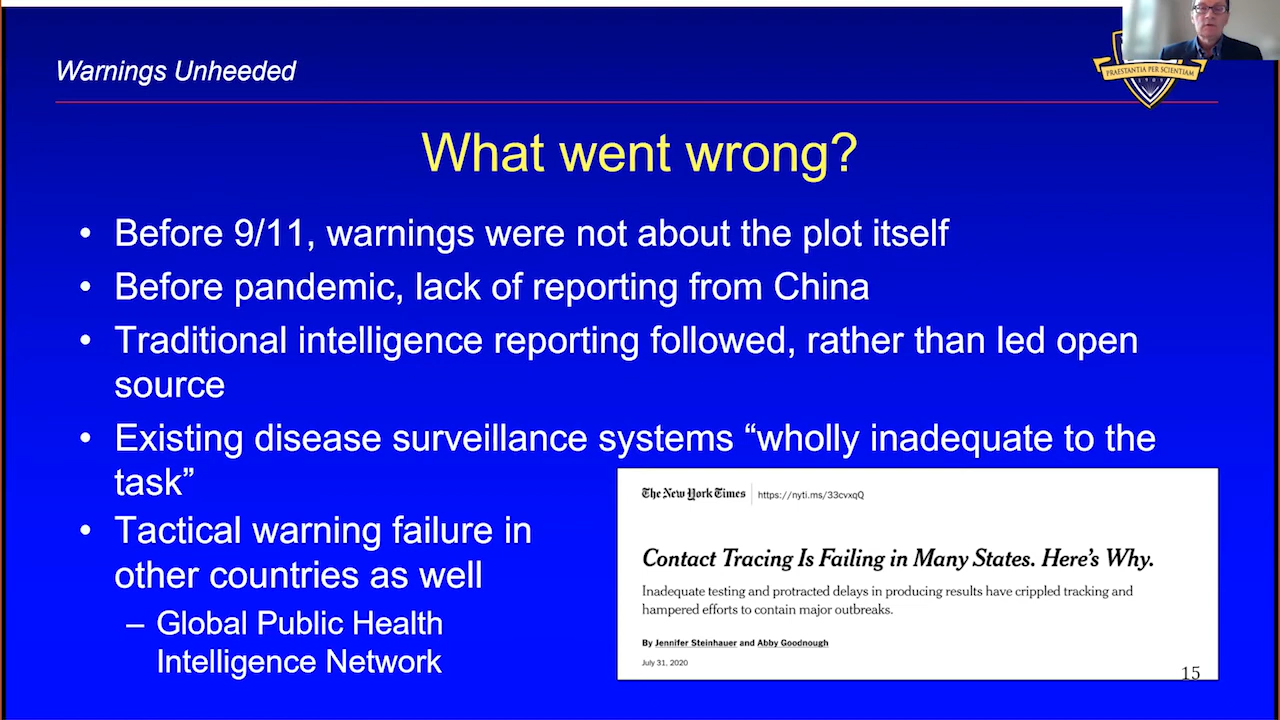 Warnings Unheeded
PRAESTANTIA PER SCIENTIAM
1909
What went wrong?
• Before 9/11, warnings were not about the plot itself
• Before pandemic, lack of reporting from China
• Traditional intelligence reporting followed, rather than led open
source
• Existing disease surveillance systems “wholly inadequate to the
task”
• Tactical warning failure in
other countries as well
– Global Public Health
Intelligence Network
The New York Times | https://nyti.ms/33cvxqQ
Contact Tracing Is Failing in Many States. Here’s Why.
Inadequate testing and protracted delays in producing results have crippled tracking and
hampered efforts to contain major outbreaks.
By Jennifer Steinhauer and Abby Goodnough
July 31, 2020
15